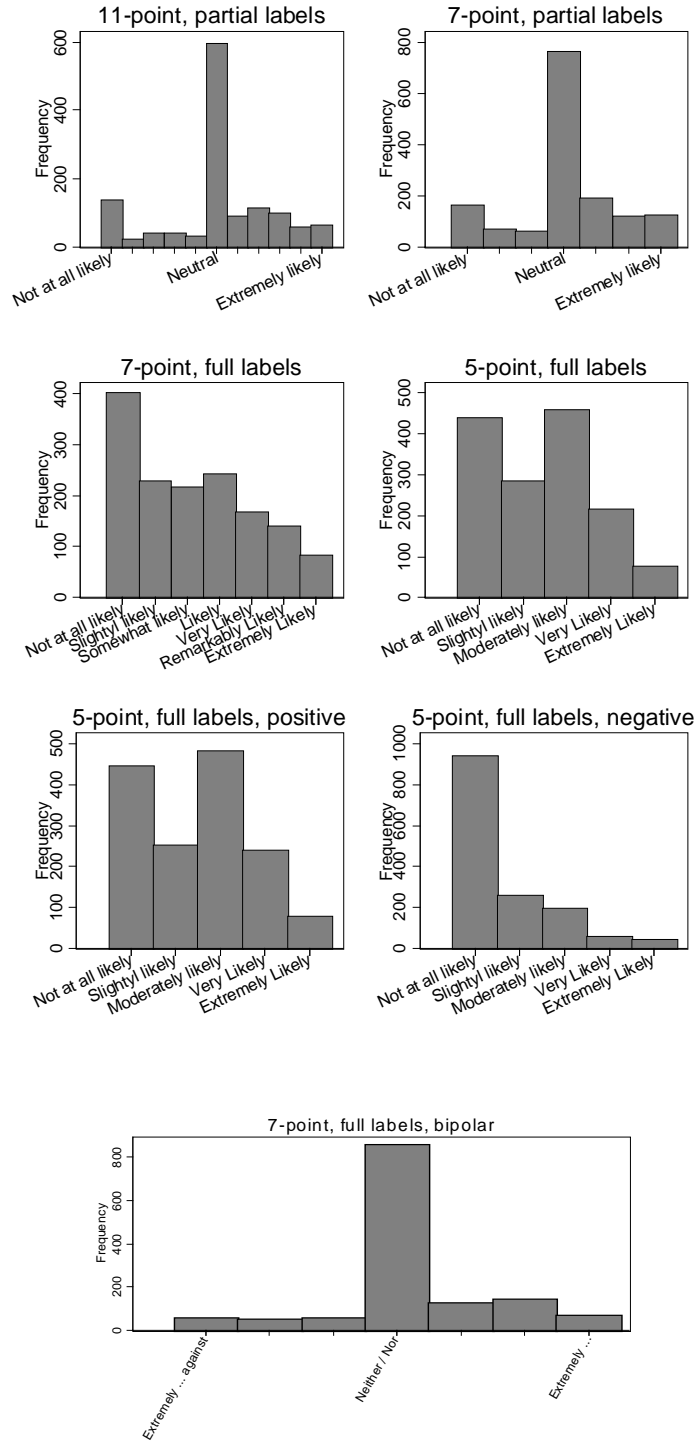 11-point, partial labels
Frequency
600
400
200
0
Not at all likely
Neutral
Extremely likely
7-point, partial labels
Frequency
800
600
400
200
0
Not at all likely
Neutral
Extremely likely
7-point, full labels
Frequency
400
300
200
100
0
Not at all likely
Slightyl likely
Somewhat likely
Likely
Very Likely
Remarkably Likely
Extremely Likely
5-point, full labels
Frequency
500
400
300
200
100
0
Not at all likely
Slightyl likely
Moderately likely
Very Likely
Extremely Likely
5-point, full labels, positive
Frequency
500
400
300
200
100
0
Not at all likely
Slightyl likely
Moderately likely
Very Likely
Extremely Likely
5-point, full labels, negative
Frequency
1000
800
600
400
200
0
Not at all likely
Slightyl likely
Moderately likely
Very Likely
Extremely Likely
7-point, full labels, bipolar
Frequency
800
600
400
200
0
Extremely ... against
Neither / Nor
Extremely ...